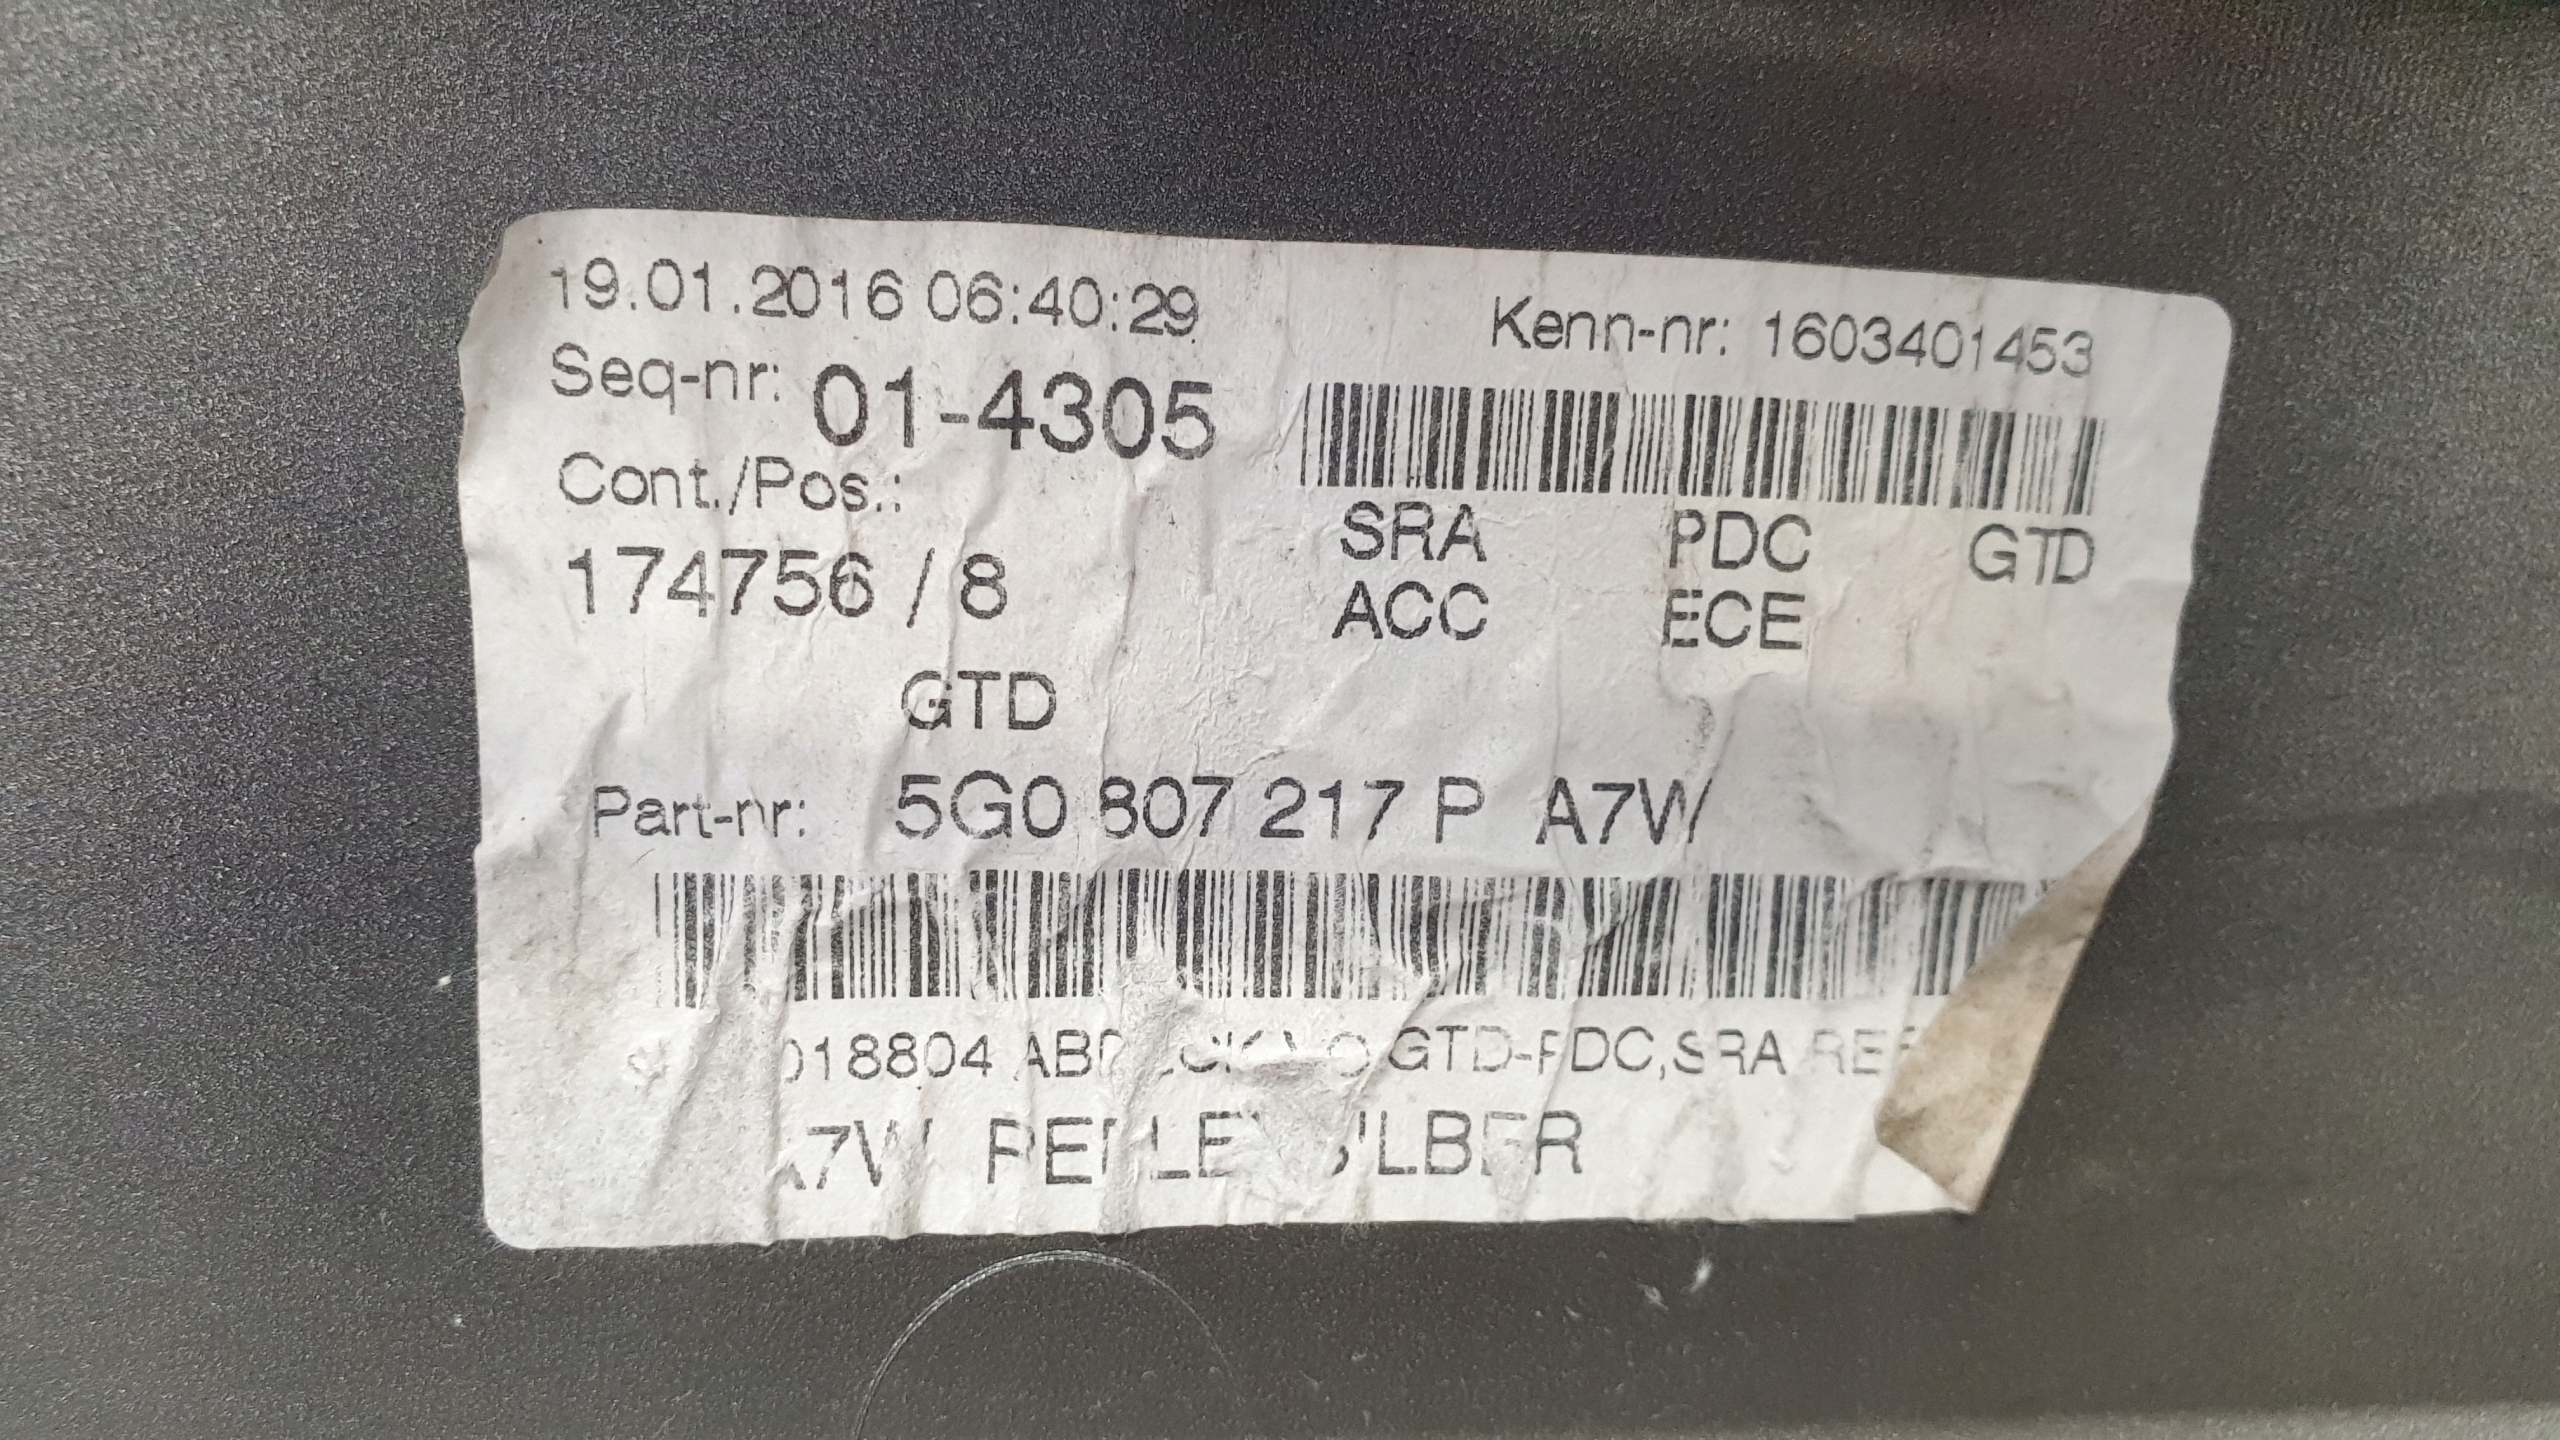 19.01.2016 06:40:29
Kenn-nr: 1603401453
Seq-nr: 01-4305
Cont./Pos.:
174756 / 8
SRA PDC GTD
ACC ECE
GTD
Part-nr: 5G0 807 217 P A7W
GTD-PDC,SRA
A7W